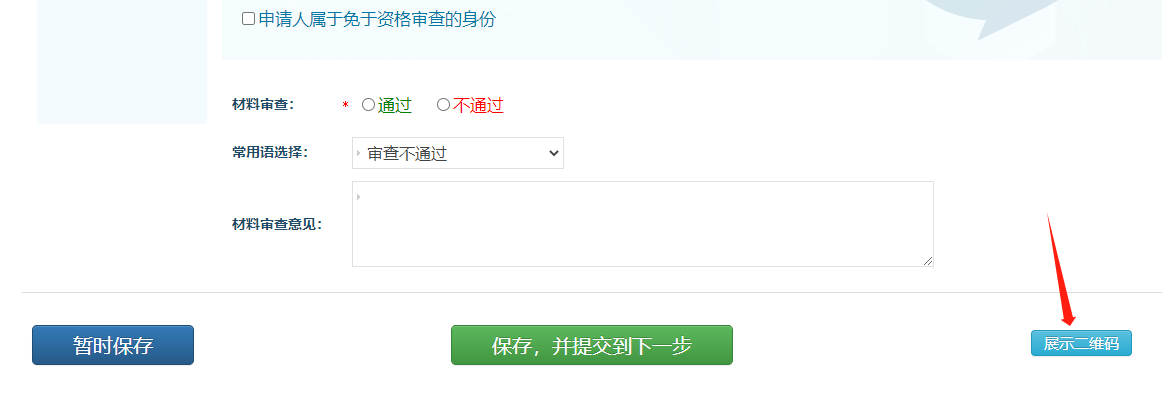 申请人属于免于资格审查的身份
材料审查： * 通过 不通过
常用语选择： 审查不通过
材料审查意见：
暂时保存 保存，并提交到下一步 展示二维码